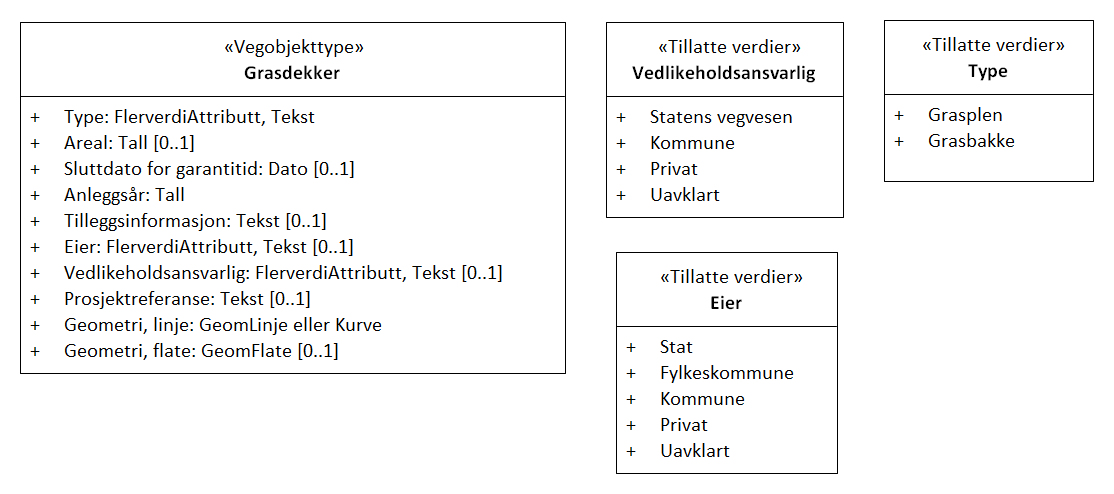 «Vegobjekttype»
Grasdekker
+ Type: FlerverdiAttributt, Tekst
+ Areal: Tall [0..1]
+ Sluttdato for garantitid: Dato [0..1]
+ Anleggsår: Tall
+ Tilleggsinformasjon: Tekst [0..1]
+ Eier: FlerverdiAttributt, Tekst [0..1]
+ Vedlikeholdsansvarlig: FlerverdiAttributt, Tekst [0..1]
+ Prosjektreferanse: Tekst [0..1]
+ Geometri, linje: GeomLinje eller Kurve
+ Geometri, flate: GeomFlate [0..1]
«Tillatte verdier»
Vedlikeholdsansvarlig
+ Statens vegvesen
+ Kommune
+ Privat
+ Uavklart
«Tillatte verdier»
Type
+ Grasplen
+ Grasbakke
«Tillatte verdier»
Eier
+ Stat
+ Fylkeskommune
+ Kommune
+ Privat
+ Uavklart